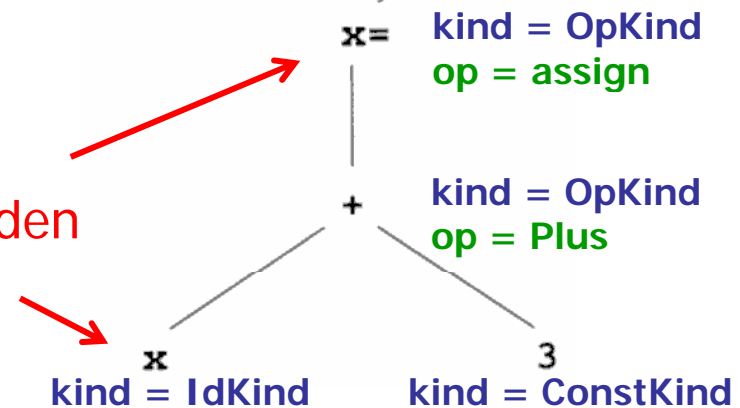 x= kind = OpKind
op = assign
kind = OpKind
+ op = Plus
den
x 3
kind = IdKind kind = ConstKind